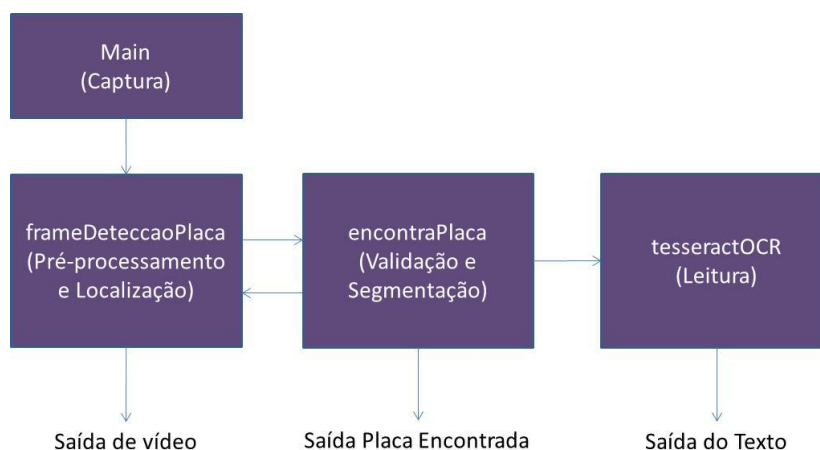 Main
(Captura)
frameDeteccaoPlaca
(Pré-processamento
e Localização)
encontraPlaca
(Validação e
Segmentação)
tesseractOCR
(Leitura)
Saída de vídeo
Saída Placa Encontrada
Saída do Texto